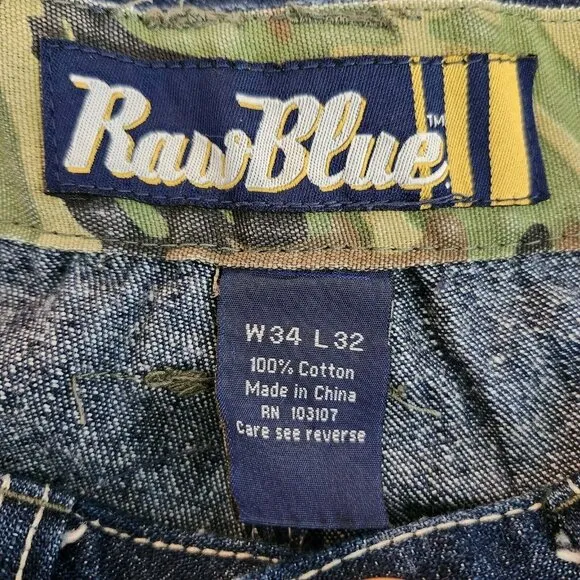 RawBlue™
W34 L32
100% Cotton
Made in China
RN 103107
Care see reverse